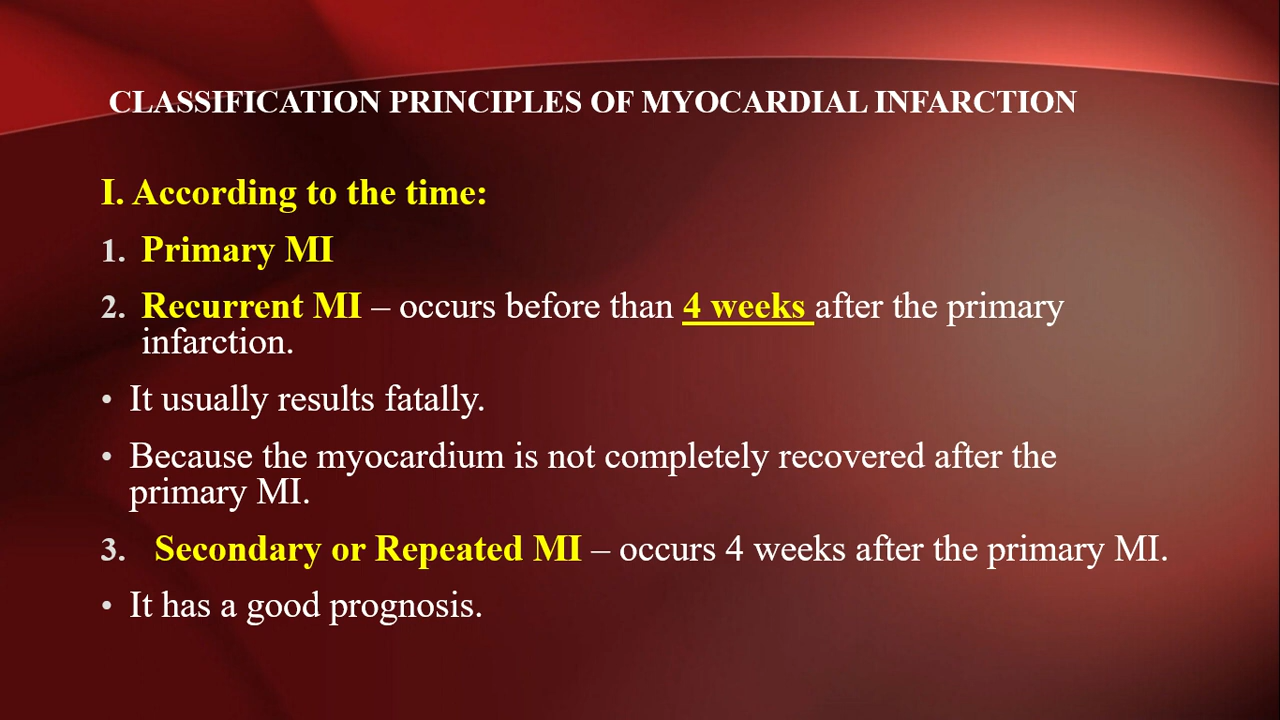 CLASSIFICATION PRINCIPLES OF MYOCARDIAL INFARCTION
I. According to the time:
1. Primary MI
2. Recurrent MI – occurs before than 4 weeks after the primary
infarction.
• It usually results fatally.
• Because the myocardium is not completely recovered after the
primary MI.
3. Secondary or Repeated MI – occurs 4 weeks after the primary MI.
• It has a good prognosis.